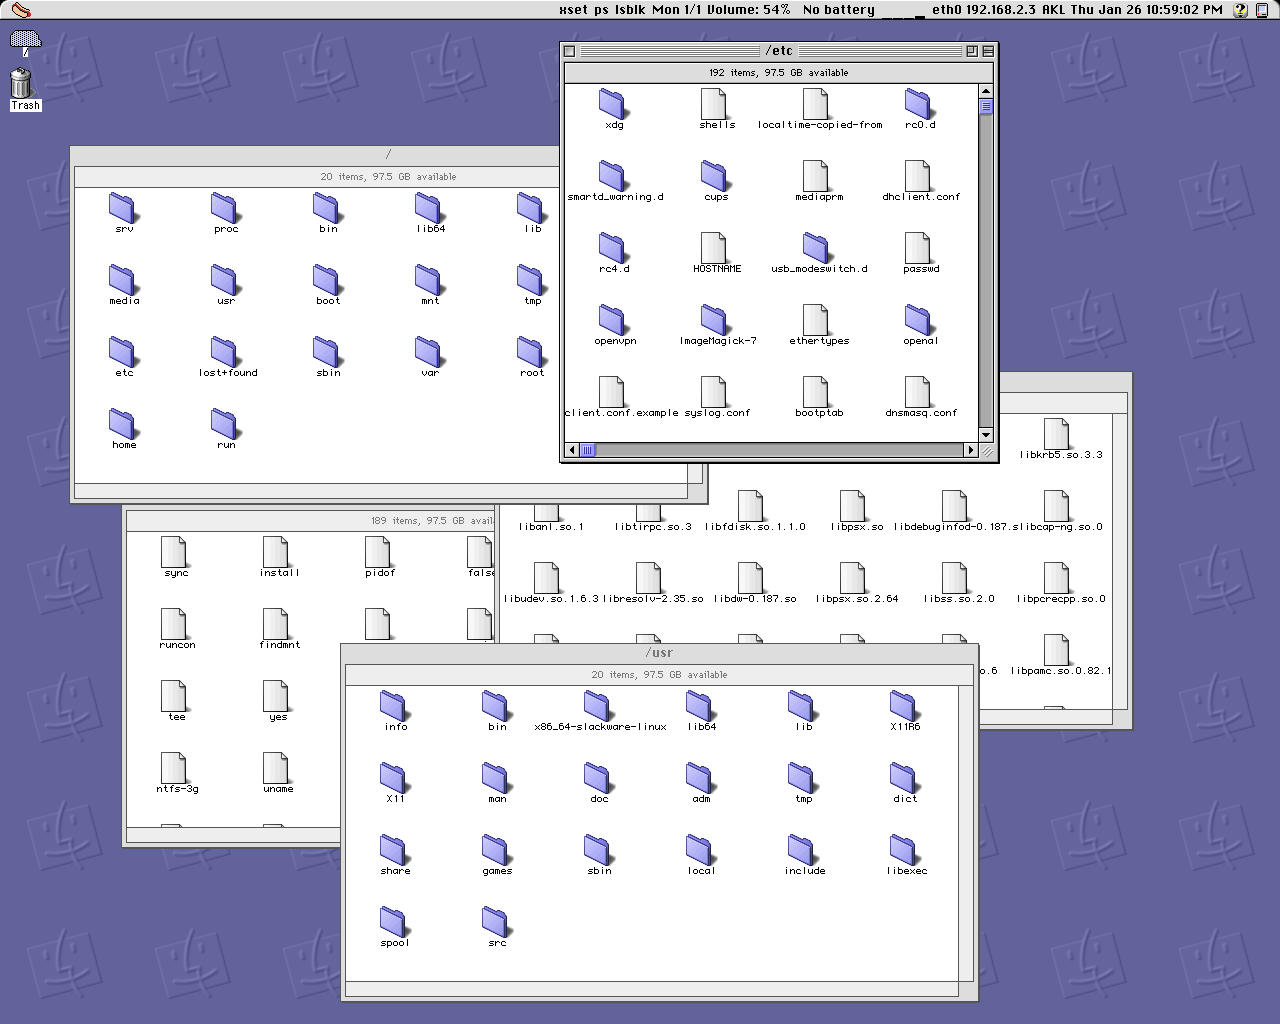 xset ps lsblk Mon 1/1 Volume: 54% No battery ____ eth0 192.168.2.3 AKL Thu Jan 26 10:59:02 PM
/
Trash
/etc
192 items, 97.5 GB available
xdg shells localtime-copied-from rc0.d
smartd_warning.d cups mediaprm dhclient.conf
rc4.d HOSTNAME usb_modeswitch.d passwd
openvpn ImageMagick-7 ethertypes openal
client.conf.example syslog.conf bootptab dnsmasq.conf
/
20 items, 97.5 GB available
srv proc bin lib64 lib
media usr boot mnt tmp
etc lost+found sbin var root
home run
libkrb5.so.3.3
libanl.so.1 libtirpc.so.3 libfdisk.so.1.1.0 libpsx.so libdebuginfod-0.187.s libcap-ng.so.0
libudev.so.1.6.3 libresolv-2.35.so libdw-0.187.so libpsx.so.2.64 libss.so.2.0 libpcrecpp.so.0
o.6 libpamc.so.0.82.1
189 items, 97.5 GB avail
sync install pidof false
runcon findmnt
tee yes
ntfs-3g uname
/usr
20 items, 97.5 GB available
info bin x86_64-slackware-linux lib64 lib X11R6
X11 man doc adm tmp dict
share games sbin local include libexec
spool src